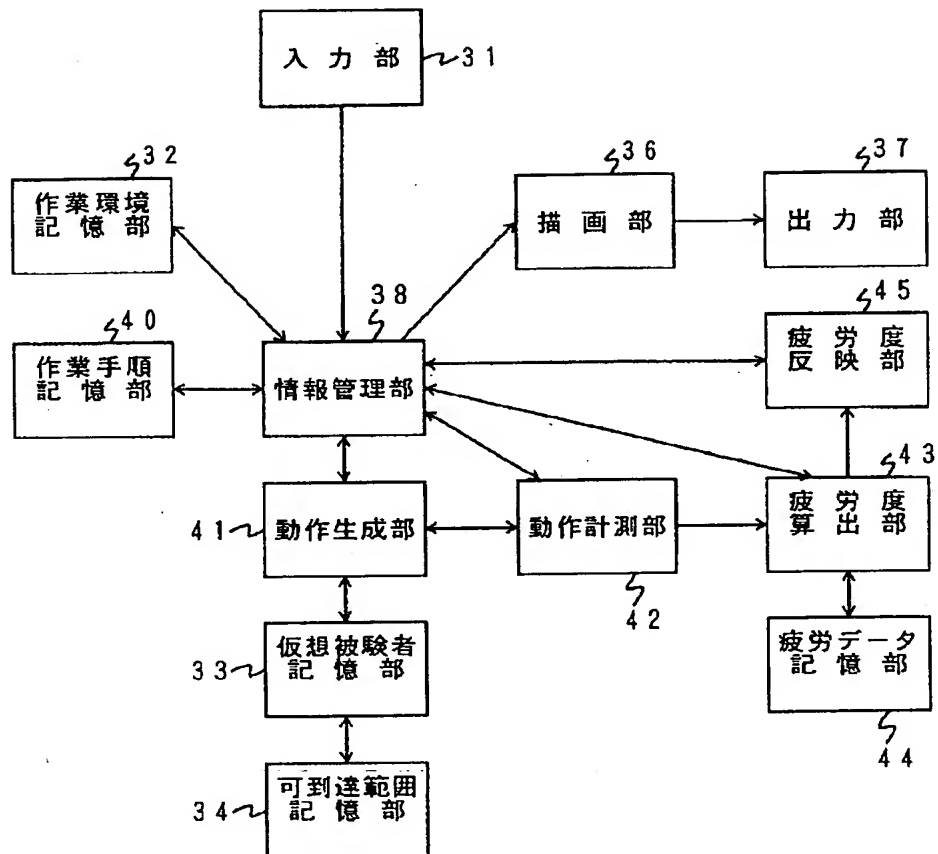 入力部
31
32
36
37
作業環境
記憶部
描画部
出力部
40
38
45
作業手順
記憶部
情報管理部
疲労度
反映部
43
41
動作生成部
動作計測部
疲労度
算出部
42
33
仮想被験者
記憶部
疲労データ
記憶部
44
34
可到達範囲
記憶部